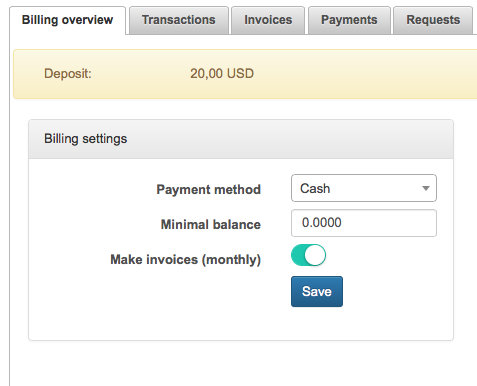 Billing overview Transactions Invoices Payments Requests
Deposit: 20,00 USD
Billing settings
Payment method Cash
Minimal balance 0.0000
Make invoices (monthly)
Save